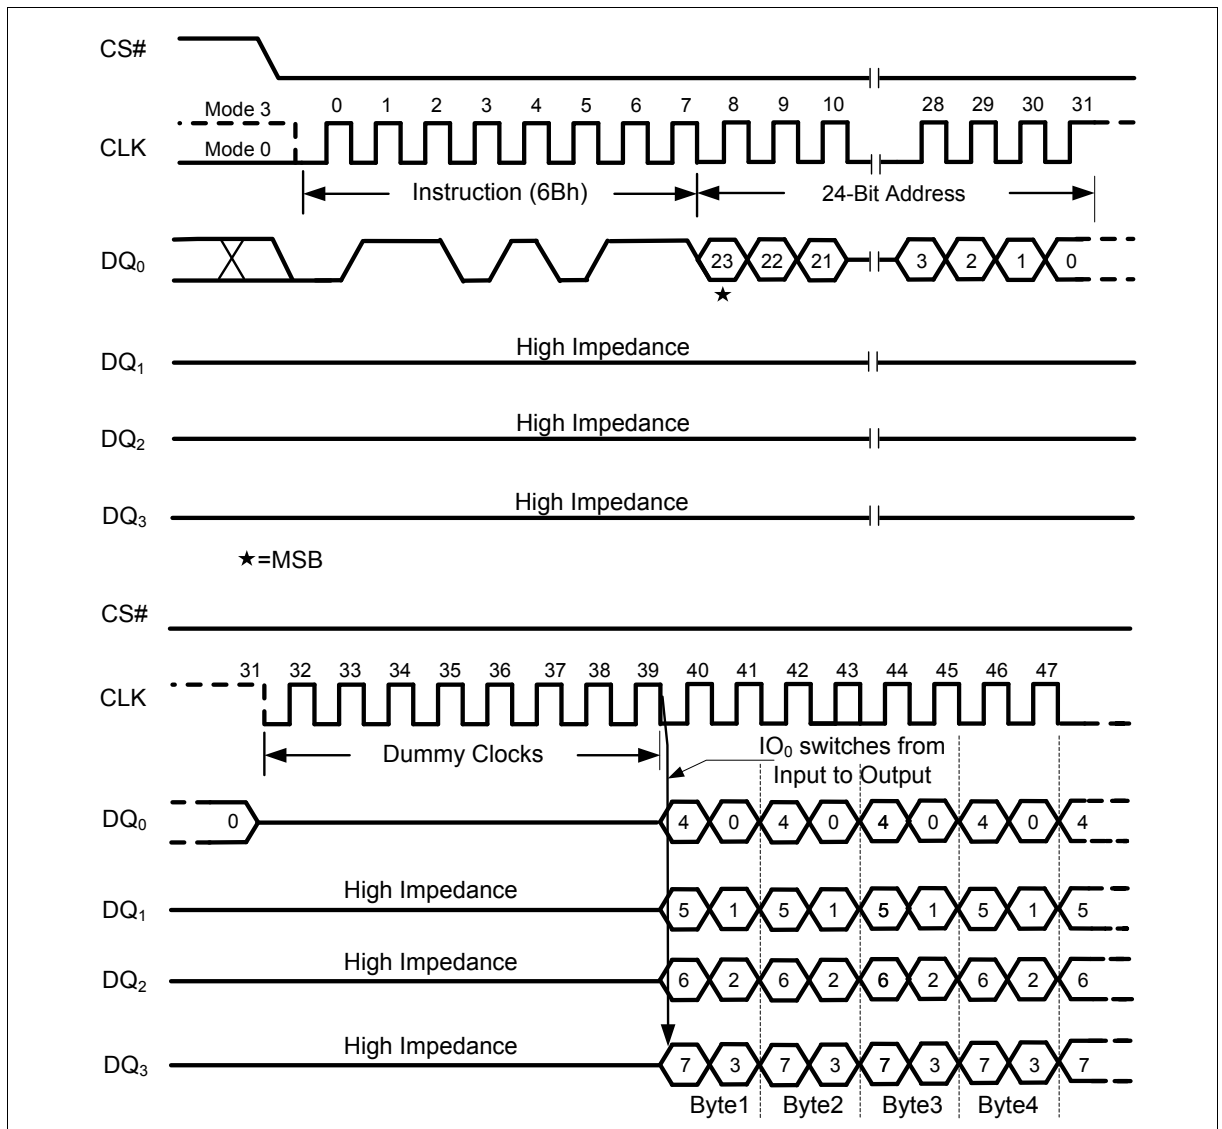 CS#
Mode 3 0 1 2 3 4 5 6 7 8 9 10 28 29 30 31
CLK
Mode 0
Instruction (6Bh) 24-Bit Address
DQ0 23 22 21 3 2 1 0
★
High Impedance
DQ1
High Impedance
DQ2
High Impedance
DQ3
★=MSB
CS#
31 32 33 34 35 36 37 38 39 40 41 42 43 44 45 46 47
CLK
Dummy Clocks
IO0 switches from
Input to Output
DQ0 0 4 0 4 0 4 0 4 0 4
High Impedance
DQ1 5 1 5 1 5 1 5 1 5
High Impedance
DQ2 6 2 6 2 6 2 6 2 6
High Impedance
DQ3 7 3 7 3 7 3 7 3 7
Byte1 Byte2 Byte3 Byte4